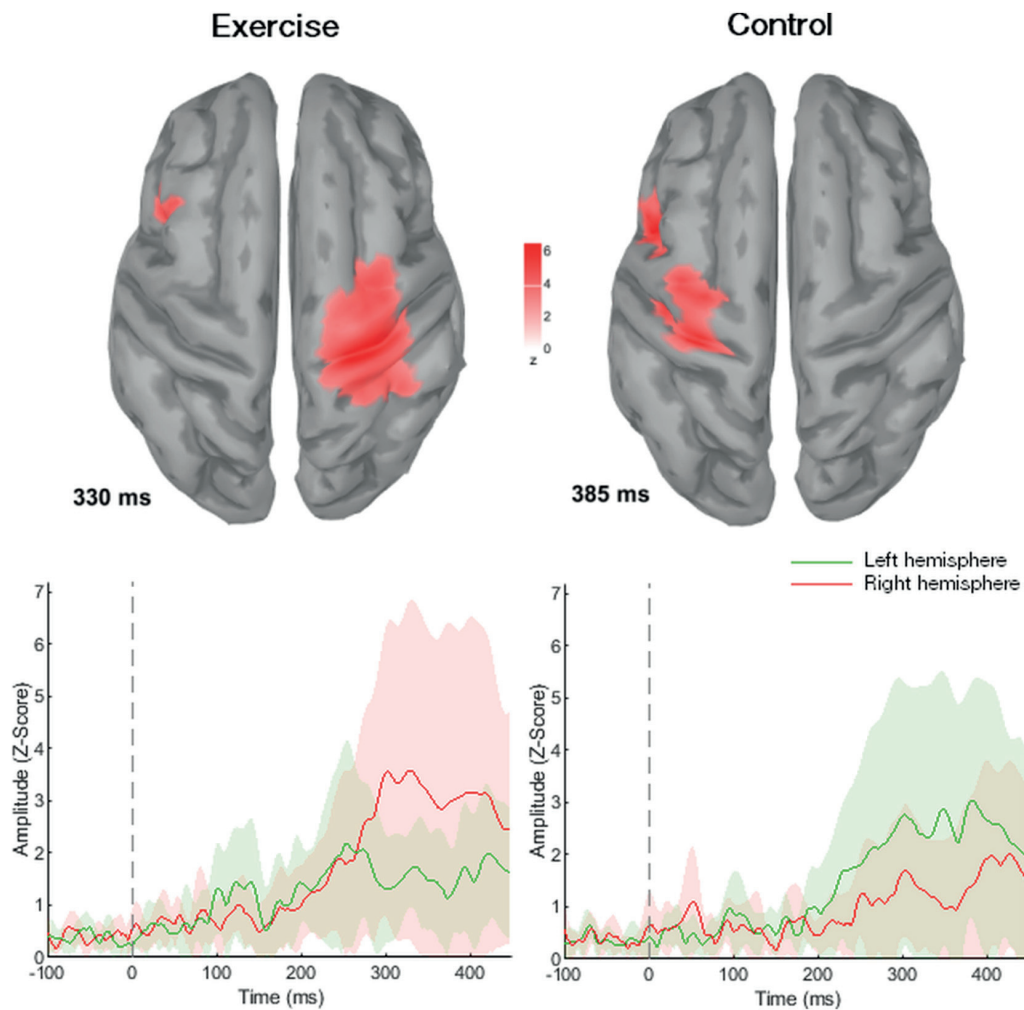 Exercise
Control
6
4
2
0
z
330 ms
385 ms
Left hemisphere
Right hemisphere
7
6
5
4
3
2
1
0
Amplitude (Z-Score)
-100
0
100
200
300
400
Time (ms)
7
6
5
4
3
2
1
0
Amplitude (Z-Score)
-100
0
100
200
300
400
Time (ms)